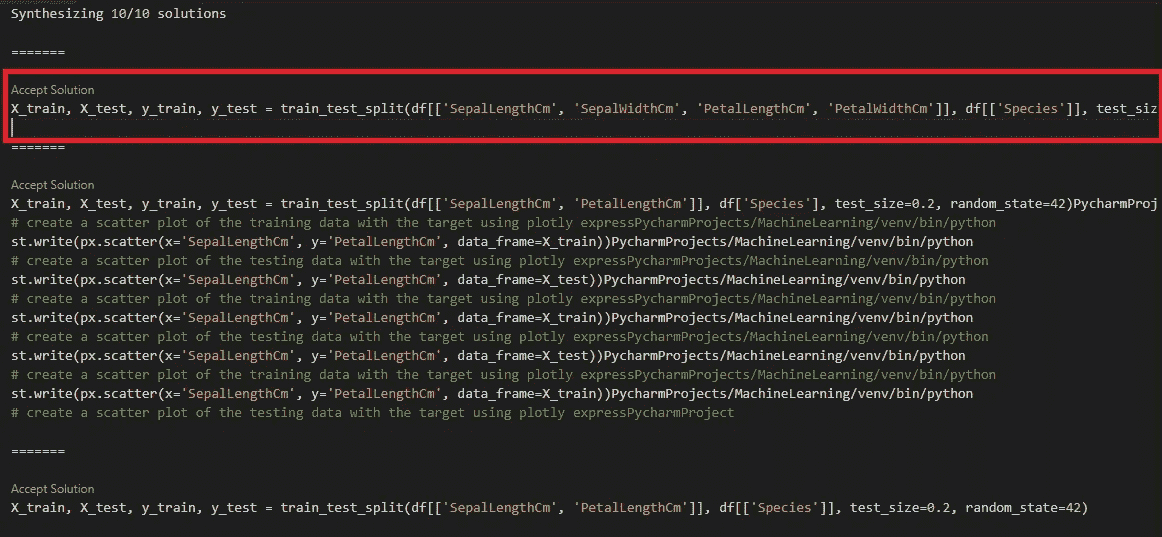 Synthesizing 10/10 solutions
=======
Accept Solution
X_train, X_test, y_train, y_test = train_test_split(df[['SepalLengthCm', 'SepalWidthCm', 'PetalLengthCm', 'PetalWidthCm']], df[['Species']], test_siz
=======
Accept Solution
X_train, X_test, y_train, y_test = train_test_split(df[['SepalLengthCm', 'PetalLengthCm']], df['Species'], test_size=0.2, random_state=42)PycharmProj
# create a scatter plot of the training data with the target using plotly expressPycharmProjects/MachineLearning/venv/bin/python
st.write(px.scatter(x='SepalLengthCm', y='PetalLengthCm', data_frame=X_train))PycharmProjects/MachineLearning/venv/bin/python
# create a scatter plot of the testing data with the target using plotly expressPycharmProjects/MachineLearning/venv/bin/python
st.write(px.scatter(x='SepalLengthCm', y='PetalLengthCm', data_frame=X_test))PycharmProjects/MachineLearning/venv/bin/python
# create a scatter plot of the training data with the target using plotly expressPycharmProjects/MachineLearning/venv/bin/python
st.write(px.scatter(x='SepalLengthCm', y='PetalLengthCm', data_frame=X_train))PycharmProjects/MachineLearning/venv/bin/python
# create a scatter plot of the testing data with the target using plotly expressPycharmProjects/MachineLearning/venv/bin/python
st.write(px.scatter(x='SepalLengthCm', y='PetalLengthCm', data_frame=X_test))PycharmProjects/MachineLearning/venv/bin/python
# create a scatter plot of the training data with the target using plotly expressPycharmProjects/MachineLearning/venv/bin/python
st.write(px.scatter(x='SepalLengthCm', y='PetalLengthCm', data_frame=X_train))PycharmProjects/MachineLearning/venv/bin/python
# create a scatter plot of the testing data with the target using plotly expressPycharmProject
=======
Accept Solution
X_train, X_test, y_train, y_test = train_test_split(df[['SepalLengthCm', 'PetalLengthCm']], df[['Species']], test_size=0.2, random_state=42)